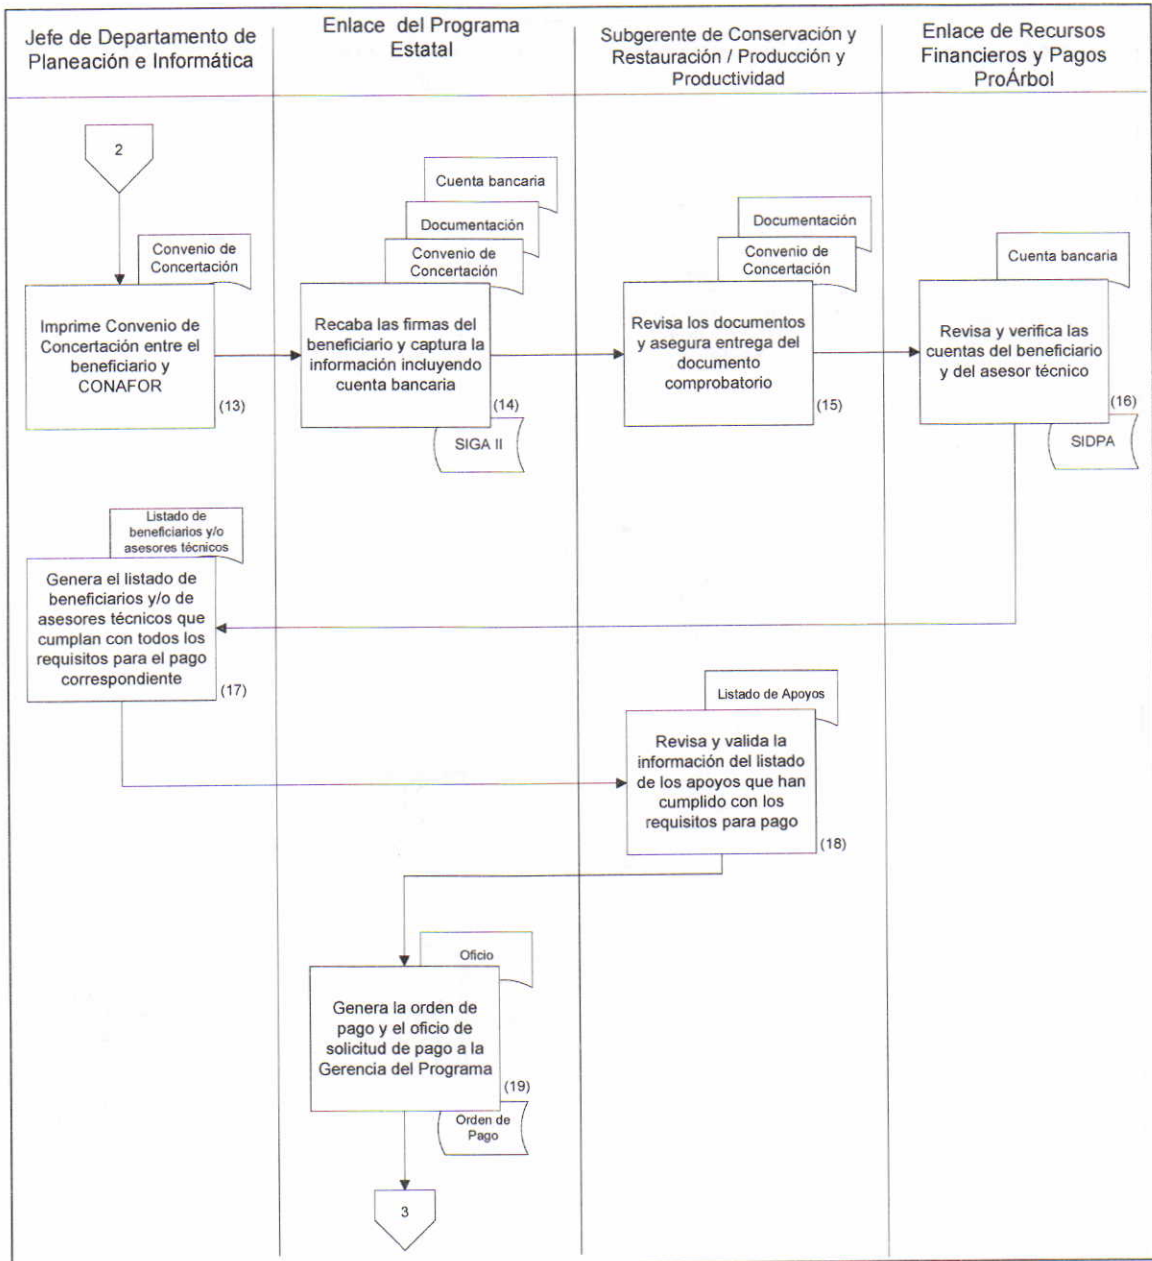 Jefe de Departamento de
Planeación e Informática
Enlace del Programa
Estatal
Subgerente de Conservación y
Restauración / Producción y
Productividad
Enlace de Recursos
Financieros y Pagos
ProÁrbol
2
Convenio de
Concertación
Imprime Convenio de
Concertación entre el
beneficiario y
CONAFOR
(13)
Cuenta bancaria
Documentación
Convenio de
Concertación
Recaba las firmas del
beneficiario y captura la
información incluyendo
cuenta bancaria
(14)
SIGA II
Documentación
Convenio de
Concertación
Revisa los documentos
y asegura entrega del
documento
comprobatorio
(15)
Cuenta bancaria
Revisa y verifica las
cuentas del beneficiario
y del asesor técnico
(16)
SIDPA
Listado de
beneficiarios y/o
asesores técnicos
Genera el listado de
beneficiarios y/o de
asesores técnicos que
cumplan con todos los
requisitos para el pago
correspondiente
(17)
Listado de Apoyos
Revisa y valida la
información del listado
de los apoyos que han
cumplido con los
requisitos para pago
(18)
Oficio
Genera la orden de
pago y el oficio de
solicitud de pago a la
Gerencia del Programa
(19)
Orden de
Pago
3